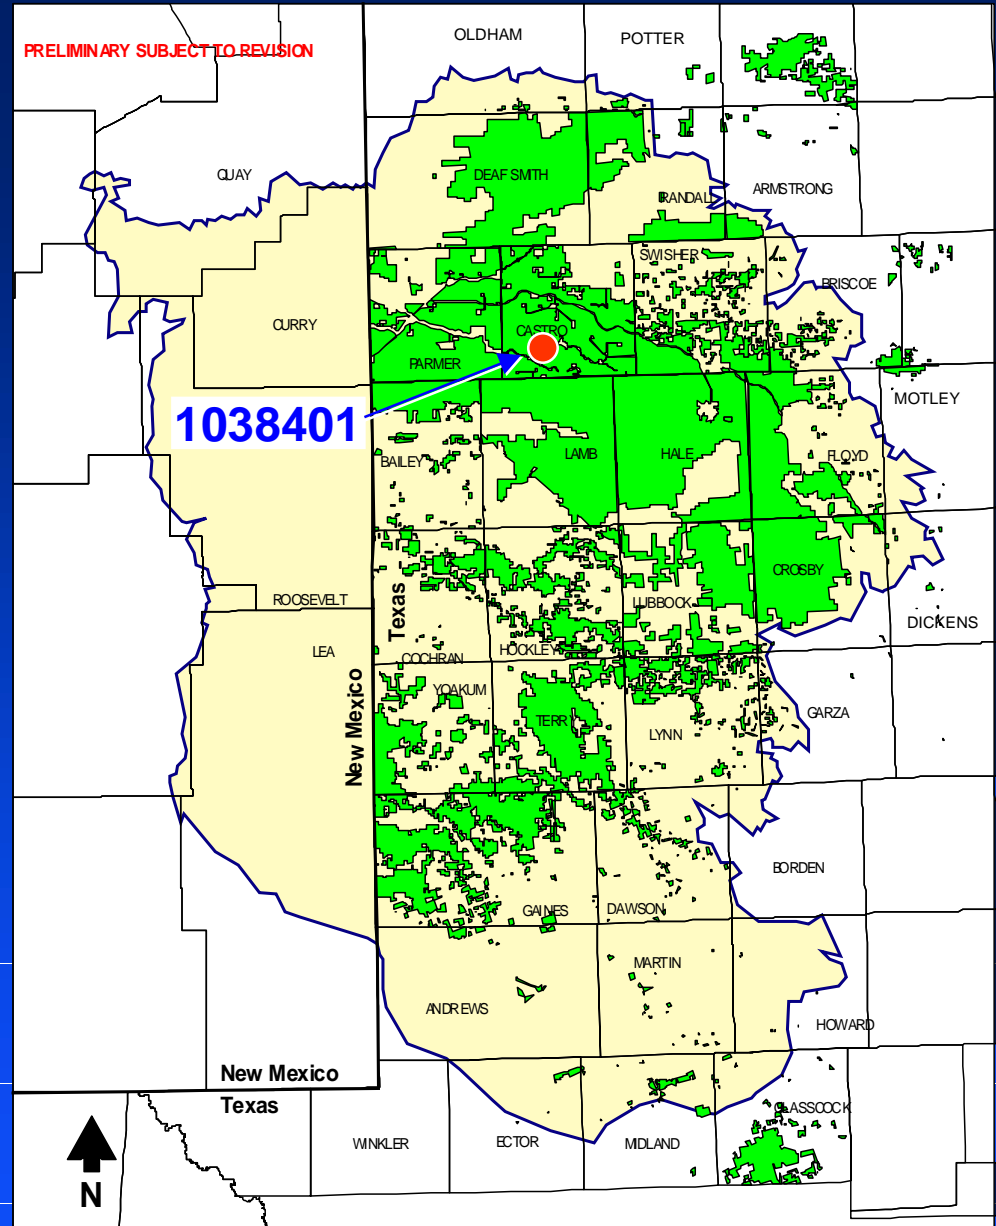 OLDHAM
POTTER
PRELIMINARY SUBJECT TO REVISION
QUAY
DEAF SMITH
RANDALL
ARMSTRONG
SWISHER
BRISCOE
CURRY
CASTRO
PARMER
MOTLEY
1038401
BAILEY
LAMB
HALE
FLOYD
CROSBY
ROOSEVELT
Texas
LUBBOCK
DICKENS
LEA
COCHRAN
HOCKLEY
New Mexico
YOAKUM
TERRY
GARZA
LYNN
BORDEN
GAINES
DAWSON
MARTIN
ANDREWS
HOWARD
New Mexico
Texas
GLASSCOCK
WINKLER
ECTOR
MIDLAND
N